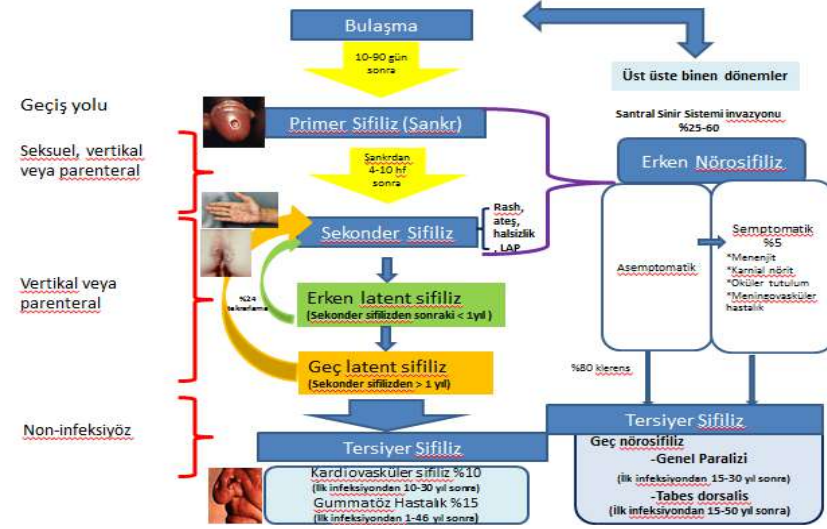 Bulaşma
10-90 gün
sonra
Üst üste binen dönemler
Geçiş yolu
Santral Sinir Sistemi invazyonu
%25-60
Primer Sifiliz (Şankr)
Erken Nörosifiliz
Seksuel, vertikal
veya parenteral
Şankrdan
4-10 hf
sonra
Rash,
ateş,
halsizlik
, LAP
Sekonder Sifiliz
Asemptomatik
Semptomatik
%5
*Menenjit
*Karnial nörit
*Oküler tutulum
*Meningovasküler
hastalık
Vertikal veya
parenteral
%24
tekrarlama
Erken latent sifiliz
(Sekonder sifilizden sonraki < 1yıl )
Geç latent sifiliz
(Sekonder sifilizden > 1 yıl)
%80 klerens
Non-infeksiyöz
Tersiyer Sifiliz
Kardiovasküler sifiliz %10
(İlk infeksiyondan 10-30 yıl sonra)
Gummatöz Hastalık %15
(İlk infeksiyondan 1-46 yıl sonra)
Tersiyer Sifiliz
Geç nörosifiliz
-Genel Paralizi
(İlk infeksiyondan 15-30 yıl sonra)
-Tabes dorsalis
(İlk infeksiyondan 15-50 yıl sonra)